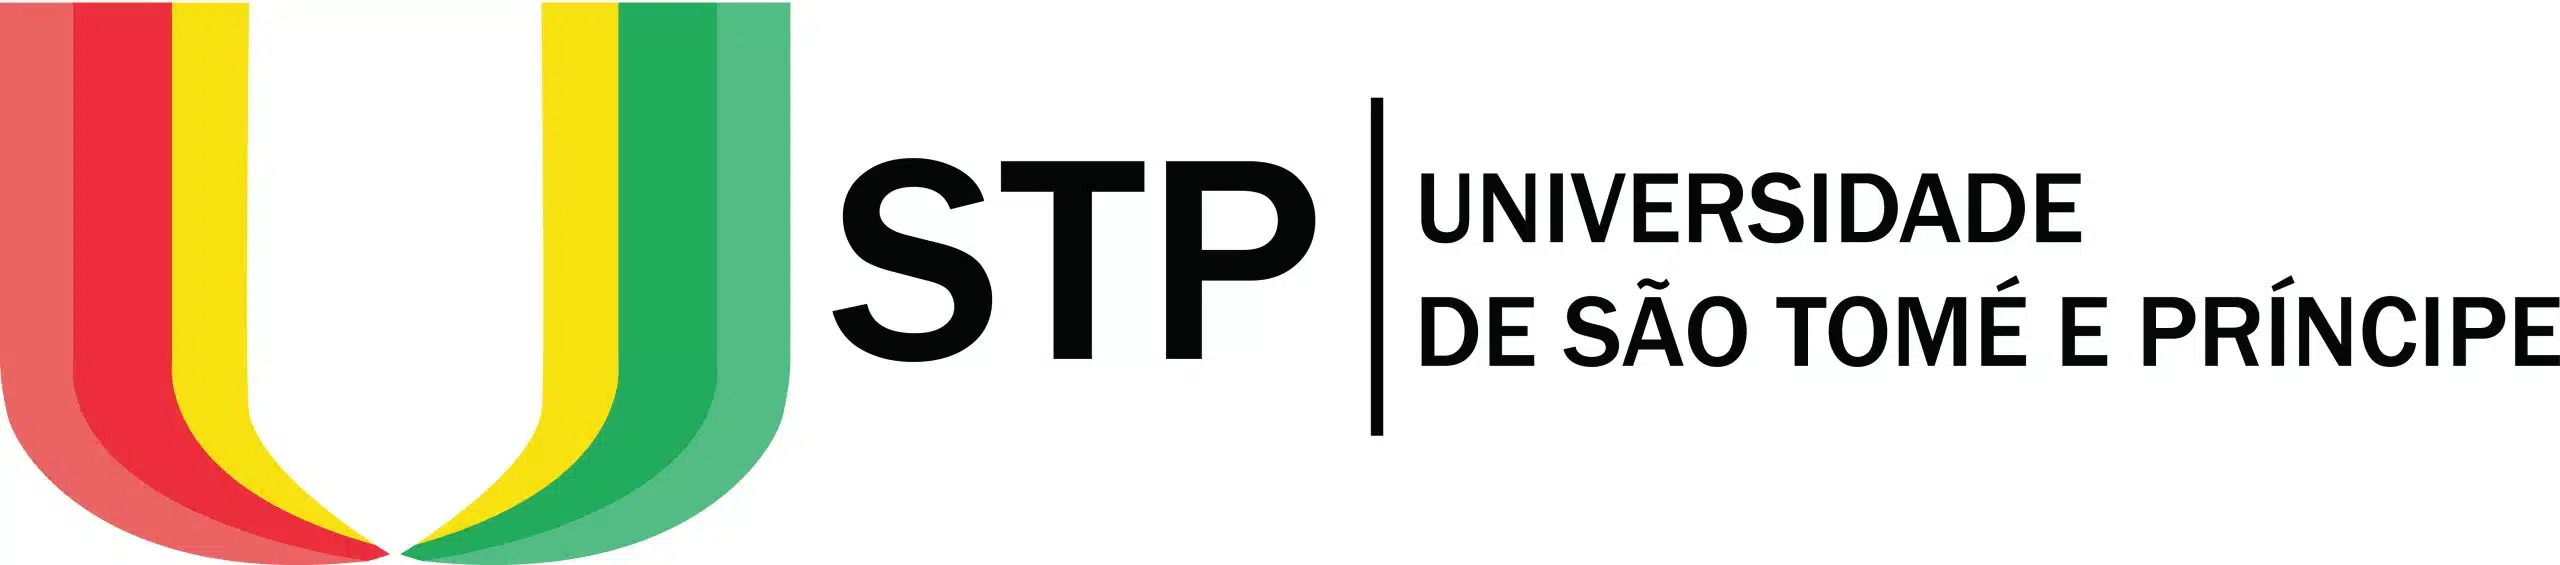 USTP
UNIVERSIDADE
DE SÃO TOMÉ E PRÍNCIPE